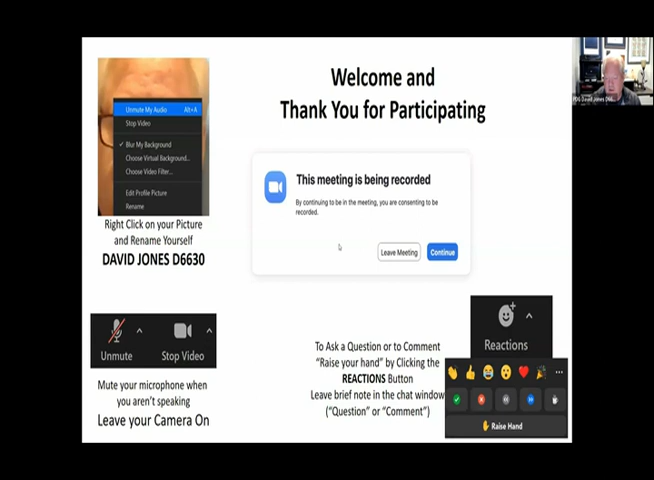 Welcome and
Thank You for Participating
Unmute My Audio Alt+A
Stop Video
✓ Blur My Background
Choose Virtual Background...
Choose Video Filter...
Edit Profile Picture
Rename
Right Click on your Picture
and Rename Yourself
DAVID JONES D6630
This meeting is being recorded
By continuing to be in the meeting, you are consenting to be
recorded.
Leave Meeting
Continue
Unmute
Stop Video
Mute your microphone when
you aren't speaking
Leave your Camera On
To Ask a Question or to Comment
“Raise your hand” by Clicking the
REACTIONS Button
Leave brief note in the chat window
(“Question” or “Comment”)
Reactions
Raise Hand
PDG David Jones D66